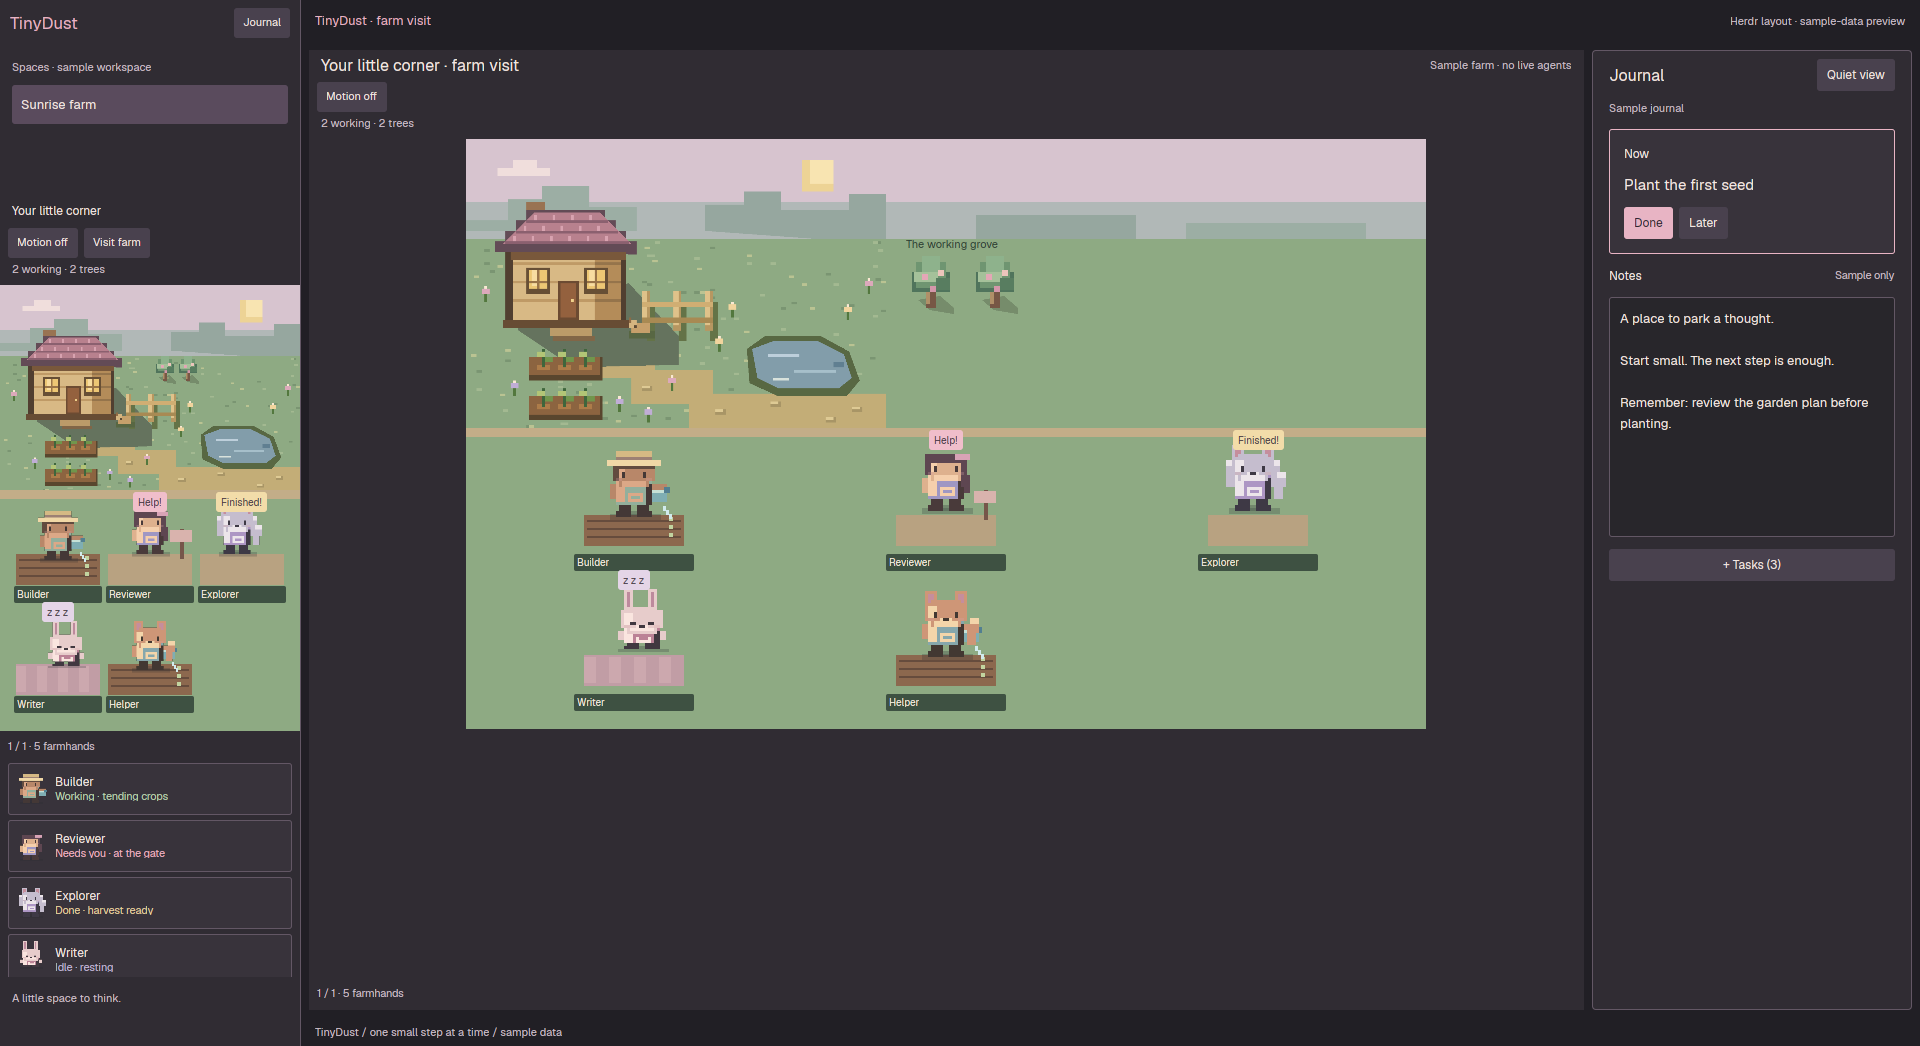 TinyDust
Journal
Spaces · sample workspace
Sunrise farm
Your little corner
Motion off
Visit farm
2 working · 2 trees
Help!
Finished!
Builder
Reviewer
Explorer
z z z
Writer
Helper
1 / 1 · 5 farmhands
Builder
Working · tending crops
Reviewer
Needs you · at the gate
Explorer
Done · harvest ready
Writer
Idle · resting
A little space to think.
TinyDust · farm visit
Herdr layout · sample-data preview
Your little corner · farm visit
Sample farm · no live agents
Motion off
2 working · 2 trees
The working grove
Help!
Finished!
Builder
Reviewer
Explorer
z z z
Writer
Helper
1 / 1 · 5 farmhands
TinyDust / one small step at a time / sample data
Journal
Quiet view
Sample journal
Now
Plant the first seed
Done
Later
Notes
Sample only
A place to park a thought.
Start small. The next step is enough.
Remember: review the garden plan before
planting.
+ Tasks (3)